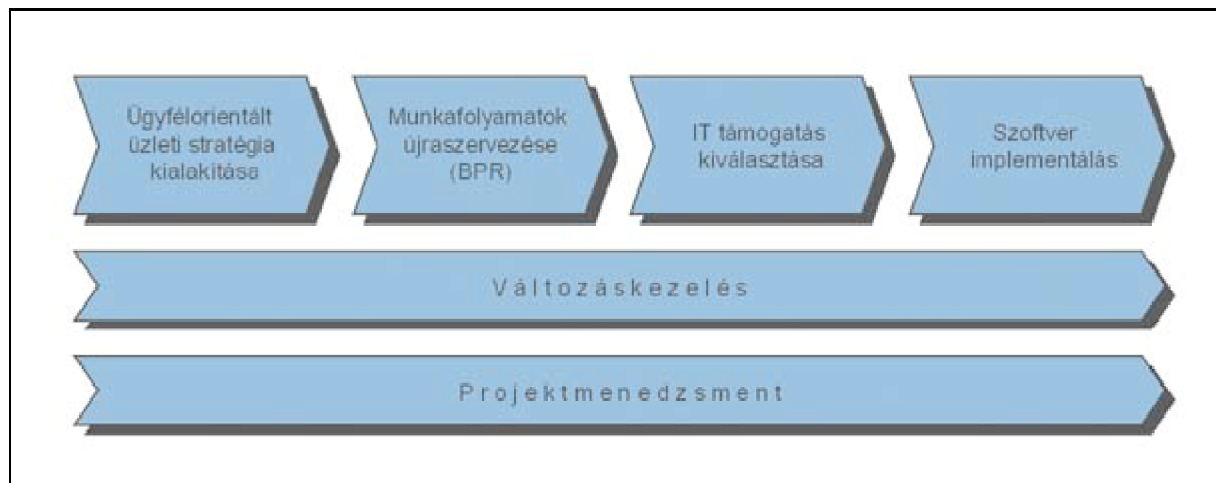 Ügyfélorientált
üzleti stratégia
kialakítása
Munkafolyamatok
újraszervezése
(BPR)
IT támogatás
kiválasztása
Szoftver
implementálás
Változáskezelés
Projektmenedzsment